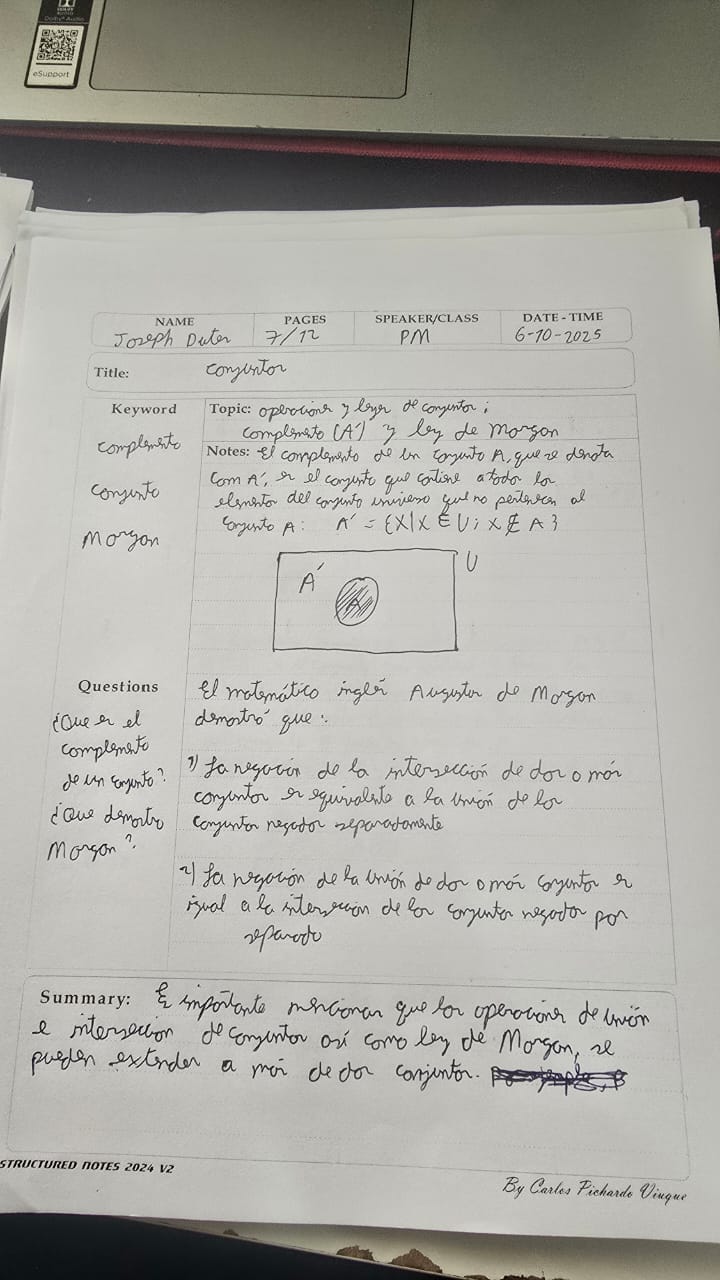 Dolby Audio
eSupport
NAME PAGES SPEAKER/CLASS DATE - TIME
Joseph 7/12 PM 6-10-2025
Title: conjuntos
Keyword
complemento
conjunto
Morgan
Topic: operaciones y leyes de conjuntos;
complemento (A') y ley de Morgan
Notes: El complemento de un conjunto A, que se denota
com A', es el conjunto que contiene a todos los
elementos del conjunto universo que no pertenecen al
conjunto A: A' = {X|X ∈ U; X ∉ A}
U
A'
A
Questions
¿Que es el
complemento
de un conjunto?
¿Que demostro
Morgan?
El matemático inglés Augustus de Morgan
demostró que:
1) La negación de la intersección de dos o más
conjuntos es equivalente a la unión de los
conjuntos negados separadamente
2) La negación de la unión de dos o más conjuntos es
igual a la interseción de los conjuntos negados por
separado
Summary: Es importante mencionar que las operaciones de unión
e interseción de conjuntos así como ley de Morgan, se
pueden extender a más de dos conjuntos.
STRUCTURED NOTES 2024 V2
By Carlos Pichardo Viuque